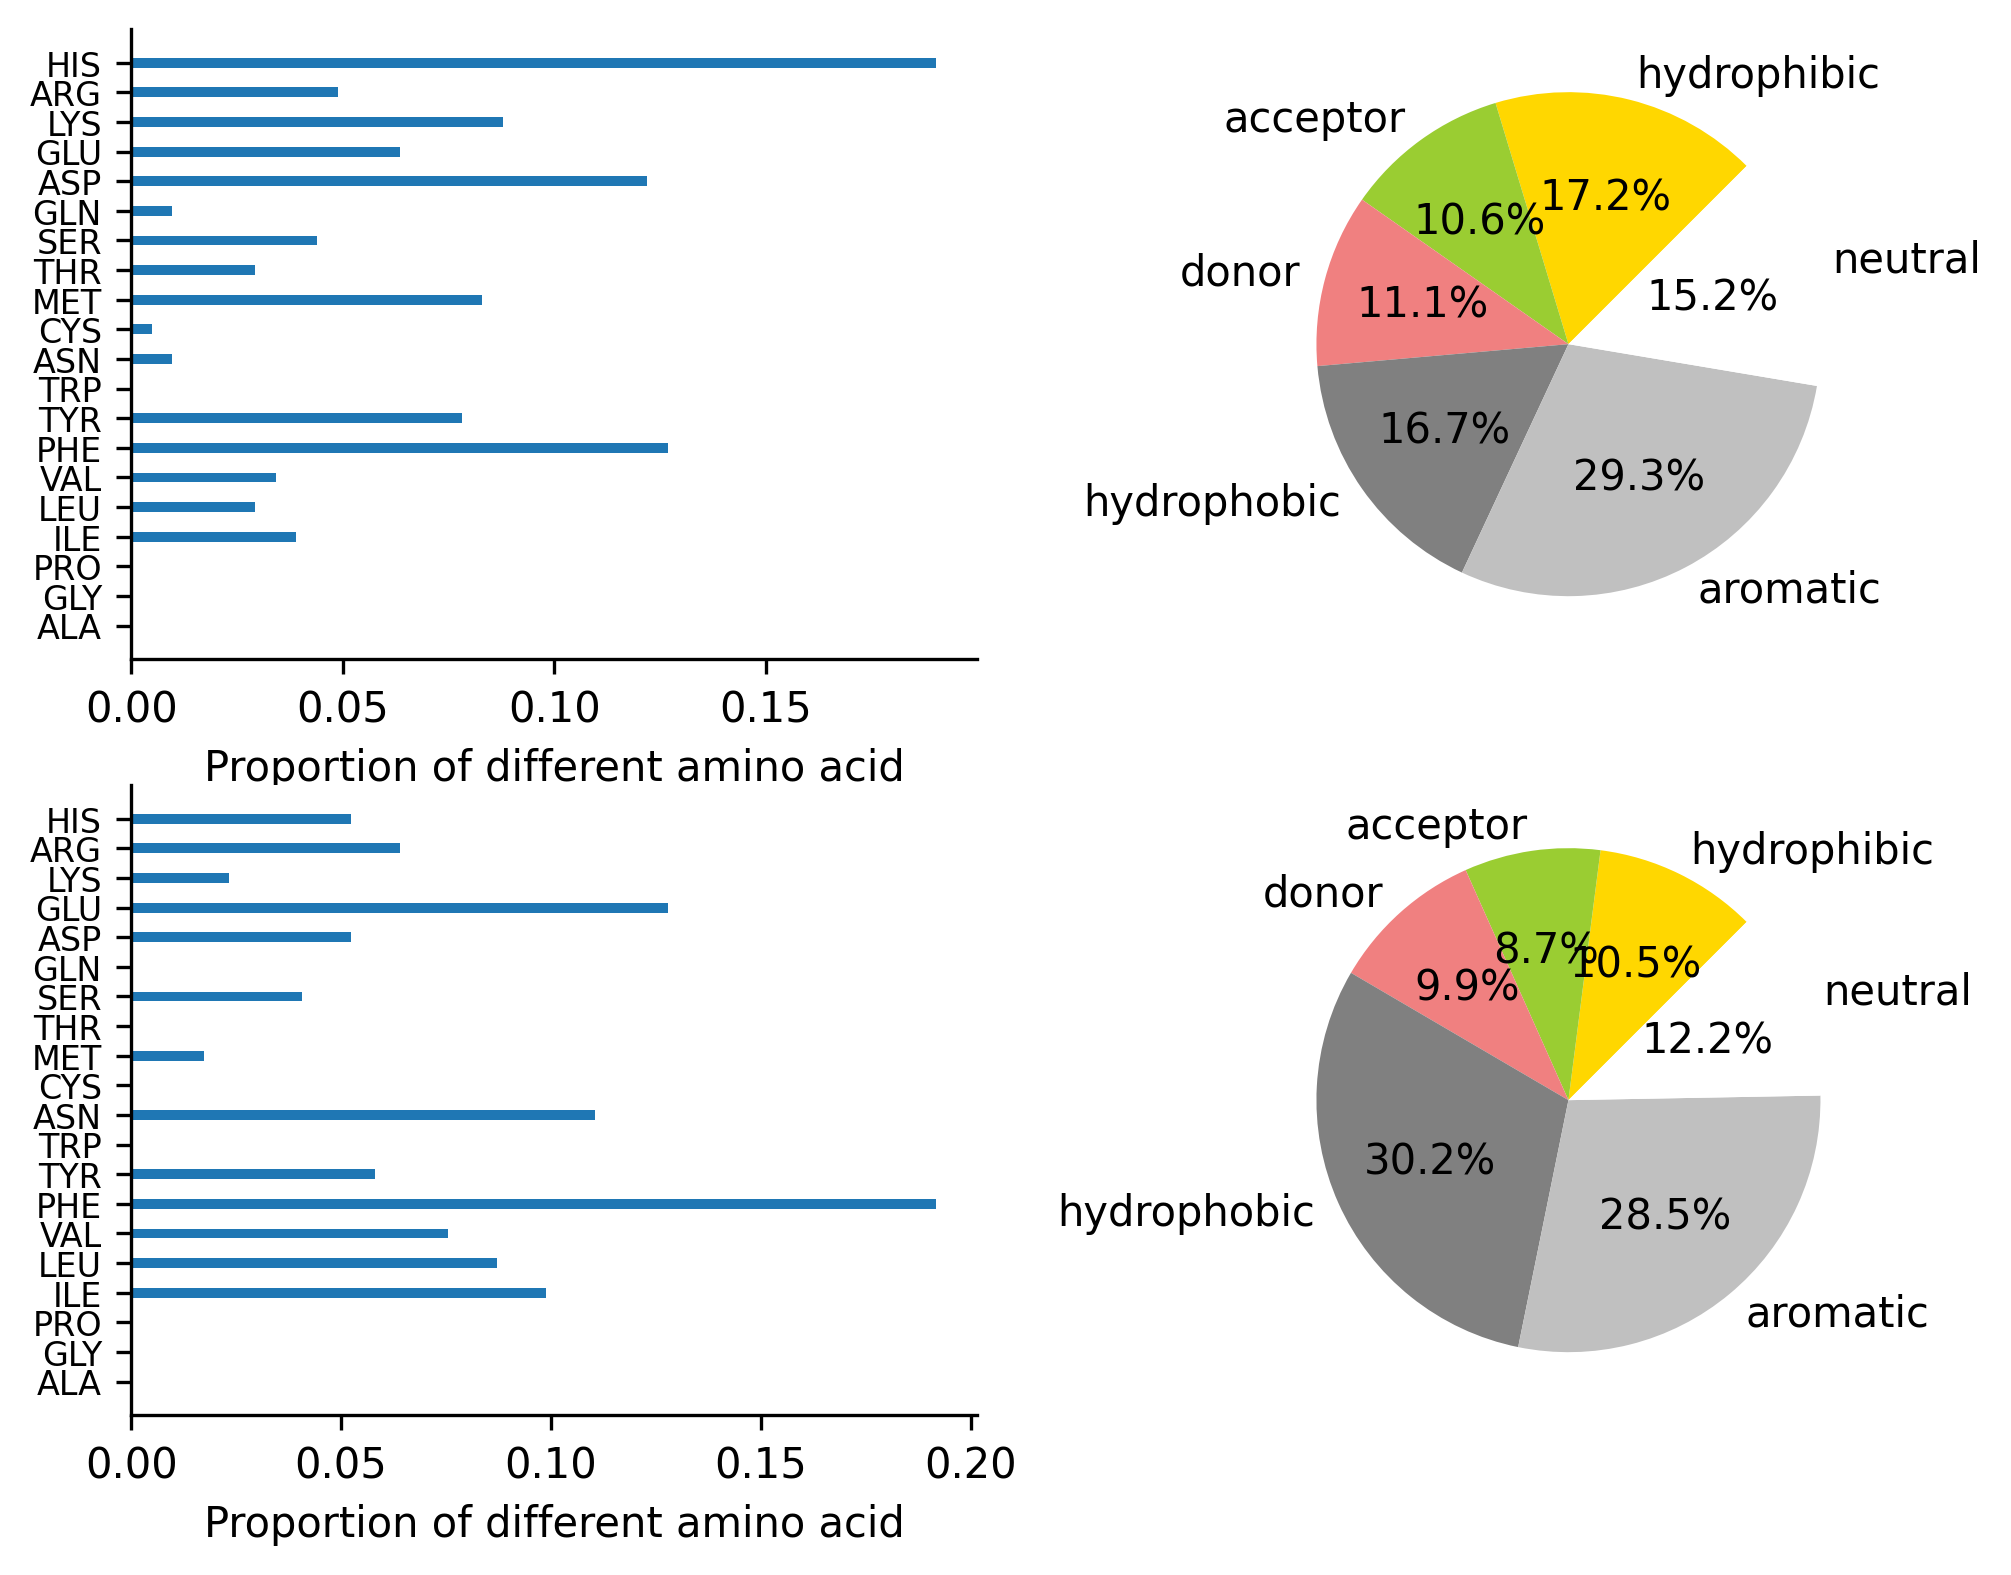 HIS
ARG
LYS
GLU
ASP
GLN
SER
THR
MET
CYS
ASN
TRP
TYR
PHE
VAL
LEU
ILE
PRO
GLY
ALA
0.00 0.05 0.10 0.15
Proportion of different amino acid
hydrophibic
acceptor
17.2%
10.6%
neutral
donor
15.2%
11.1%
16.7%
29.3%
hydrophobic
aromatic
HIS
ARG
LYS
GLU
ASP
GLN
SER
THR
MET
CYS
ASN
TRP
TYR
PHE
VAL
LEU
ILE
PRO
GLY
ALA
0.00 0.05 0.10 0.15 0.20
Proportion of different amino acid
acceptor
hydrophibic
donor
8.7%
10.5%
9.9%
neutral
12.2%
30.2%
28.5%
hydrophobic
aromatic